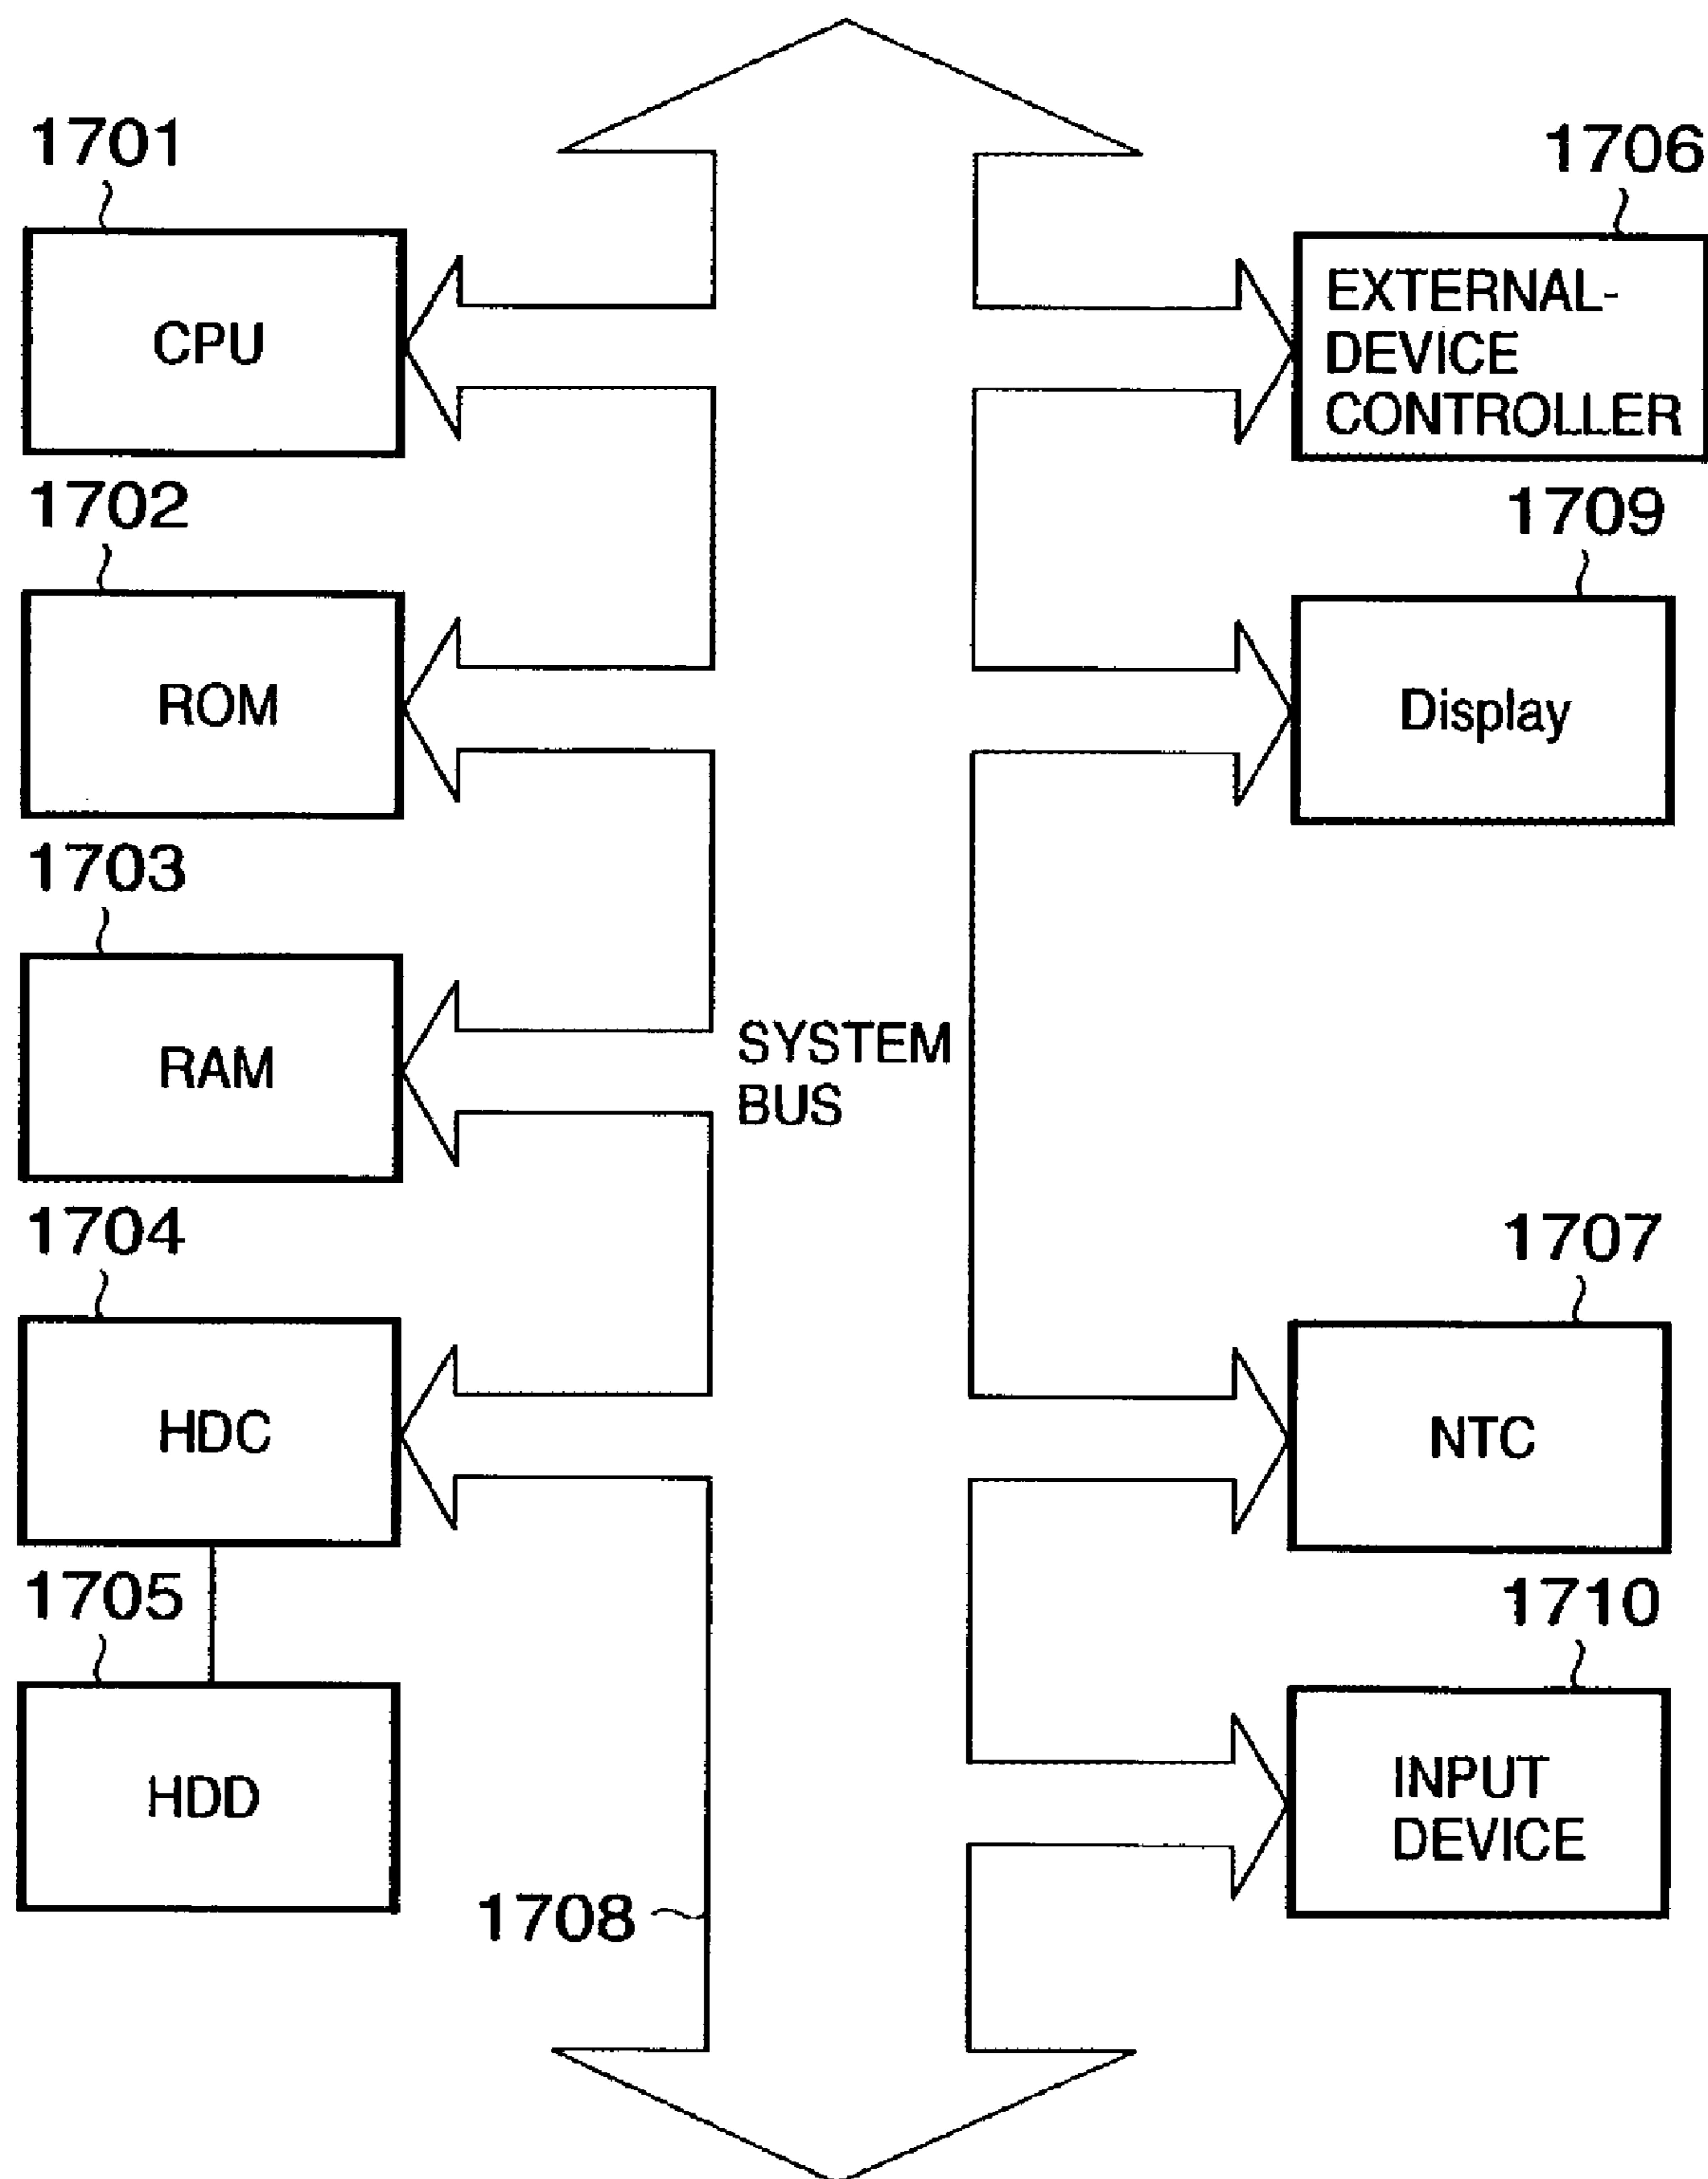 1701
CPU
1702
ROM
1703
RAM
1704
HDC
1705
HDD
SYSTEM
BUS
1708
1706
EXTERNAL-
DEVICE
CONTROLLER
1709
Display
1707
NTC
1710
INPUT
DEVICE